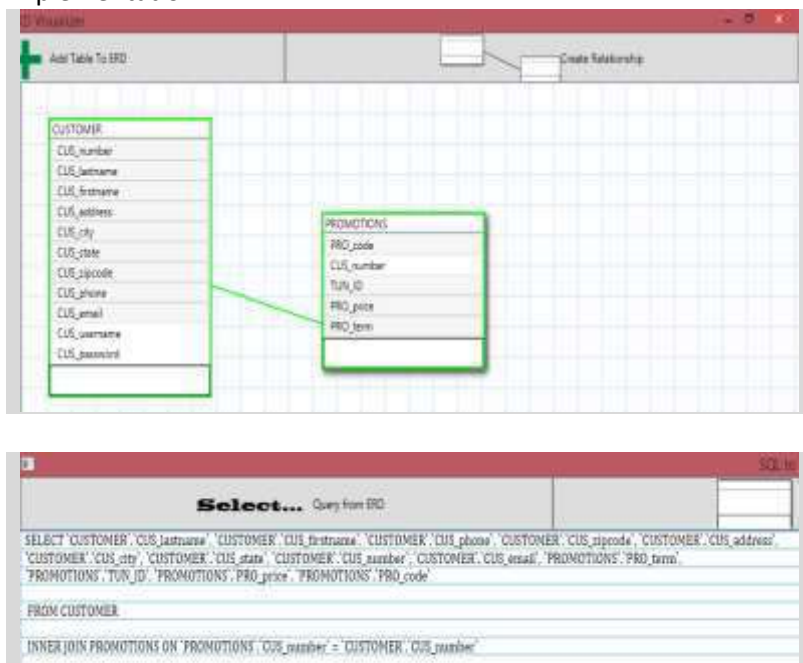 Visualizer
Add Table To ERD
Create Relationship
CUSTOMER
CUS_number
CUS_lastname
CUS_firstname
CUS_address
CUS_city
CUS_state
CUS_zipcode
CUS_phone
CUS_email
CUS_username
CUS_password
PROMOTIONS
PRO_code
CUS_number
TUN_ID
PRO_price
PRO_term
SQL to
Select... Query from ERD
SELECT `CUSTOMER`.`CUS_lastname`, `CUSTOMER`.`CUS_firstname`, `CUSTOMER`.`CUS_phone`, `CUSTOMER`.`CUS_zipcode`, `CUSTOMER`.`CUS_address`,
`CUSTOMER`.`CUS_city`, `CUSTOMER`.`CUS_state`, `CUSTOMER`.`CUS_number`, `CUSTOMER`.`CUS_email`, `PROMOTIONS`.`PRO_term`,
`PROMOTIONS`.`TUN_ID`, `PROMOTIONS`.`PRO_price`, `PROMOTIONS`.`PRO_code`
FROM CUSTOMER
INNER JOIN PROMOTIONS ON `PROMOTIONS`.`CUS_number` = `CUSTOMER`.`CUS_number`